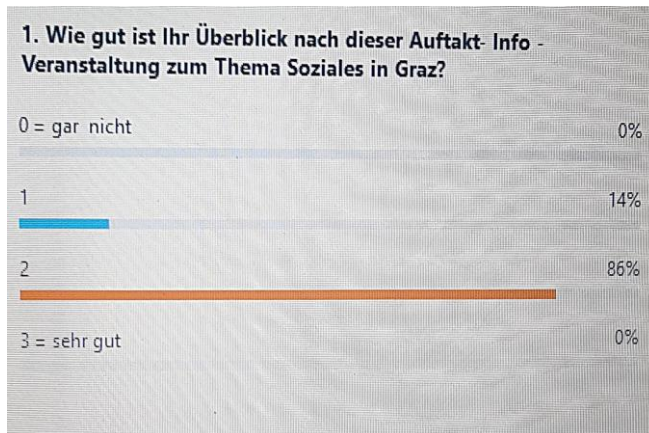 1. Wie gut ist Ihr Überblick nach dieser Auftakt- Info -
Veranstaltung zum Thema Soziales in Graz?
0 = gar nicht 0%
1 14%
2 86%
3 = sehr gut 0%